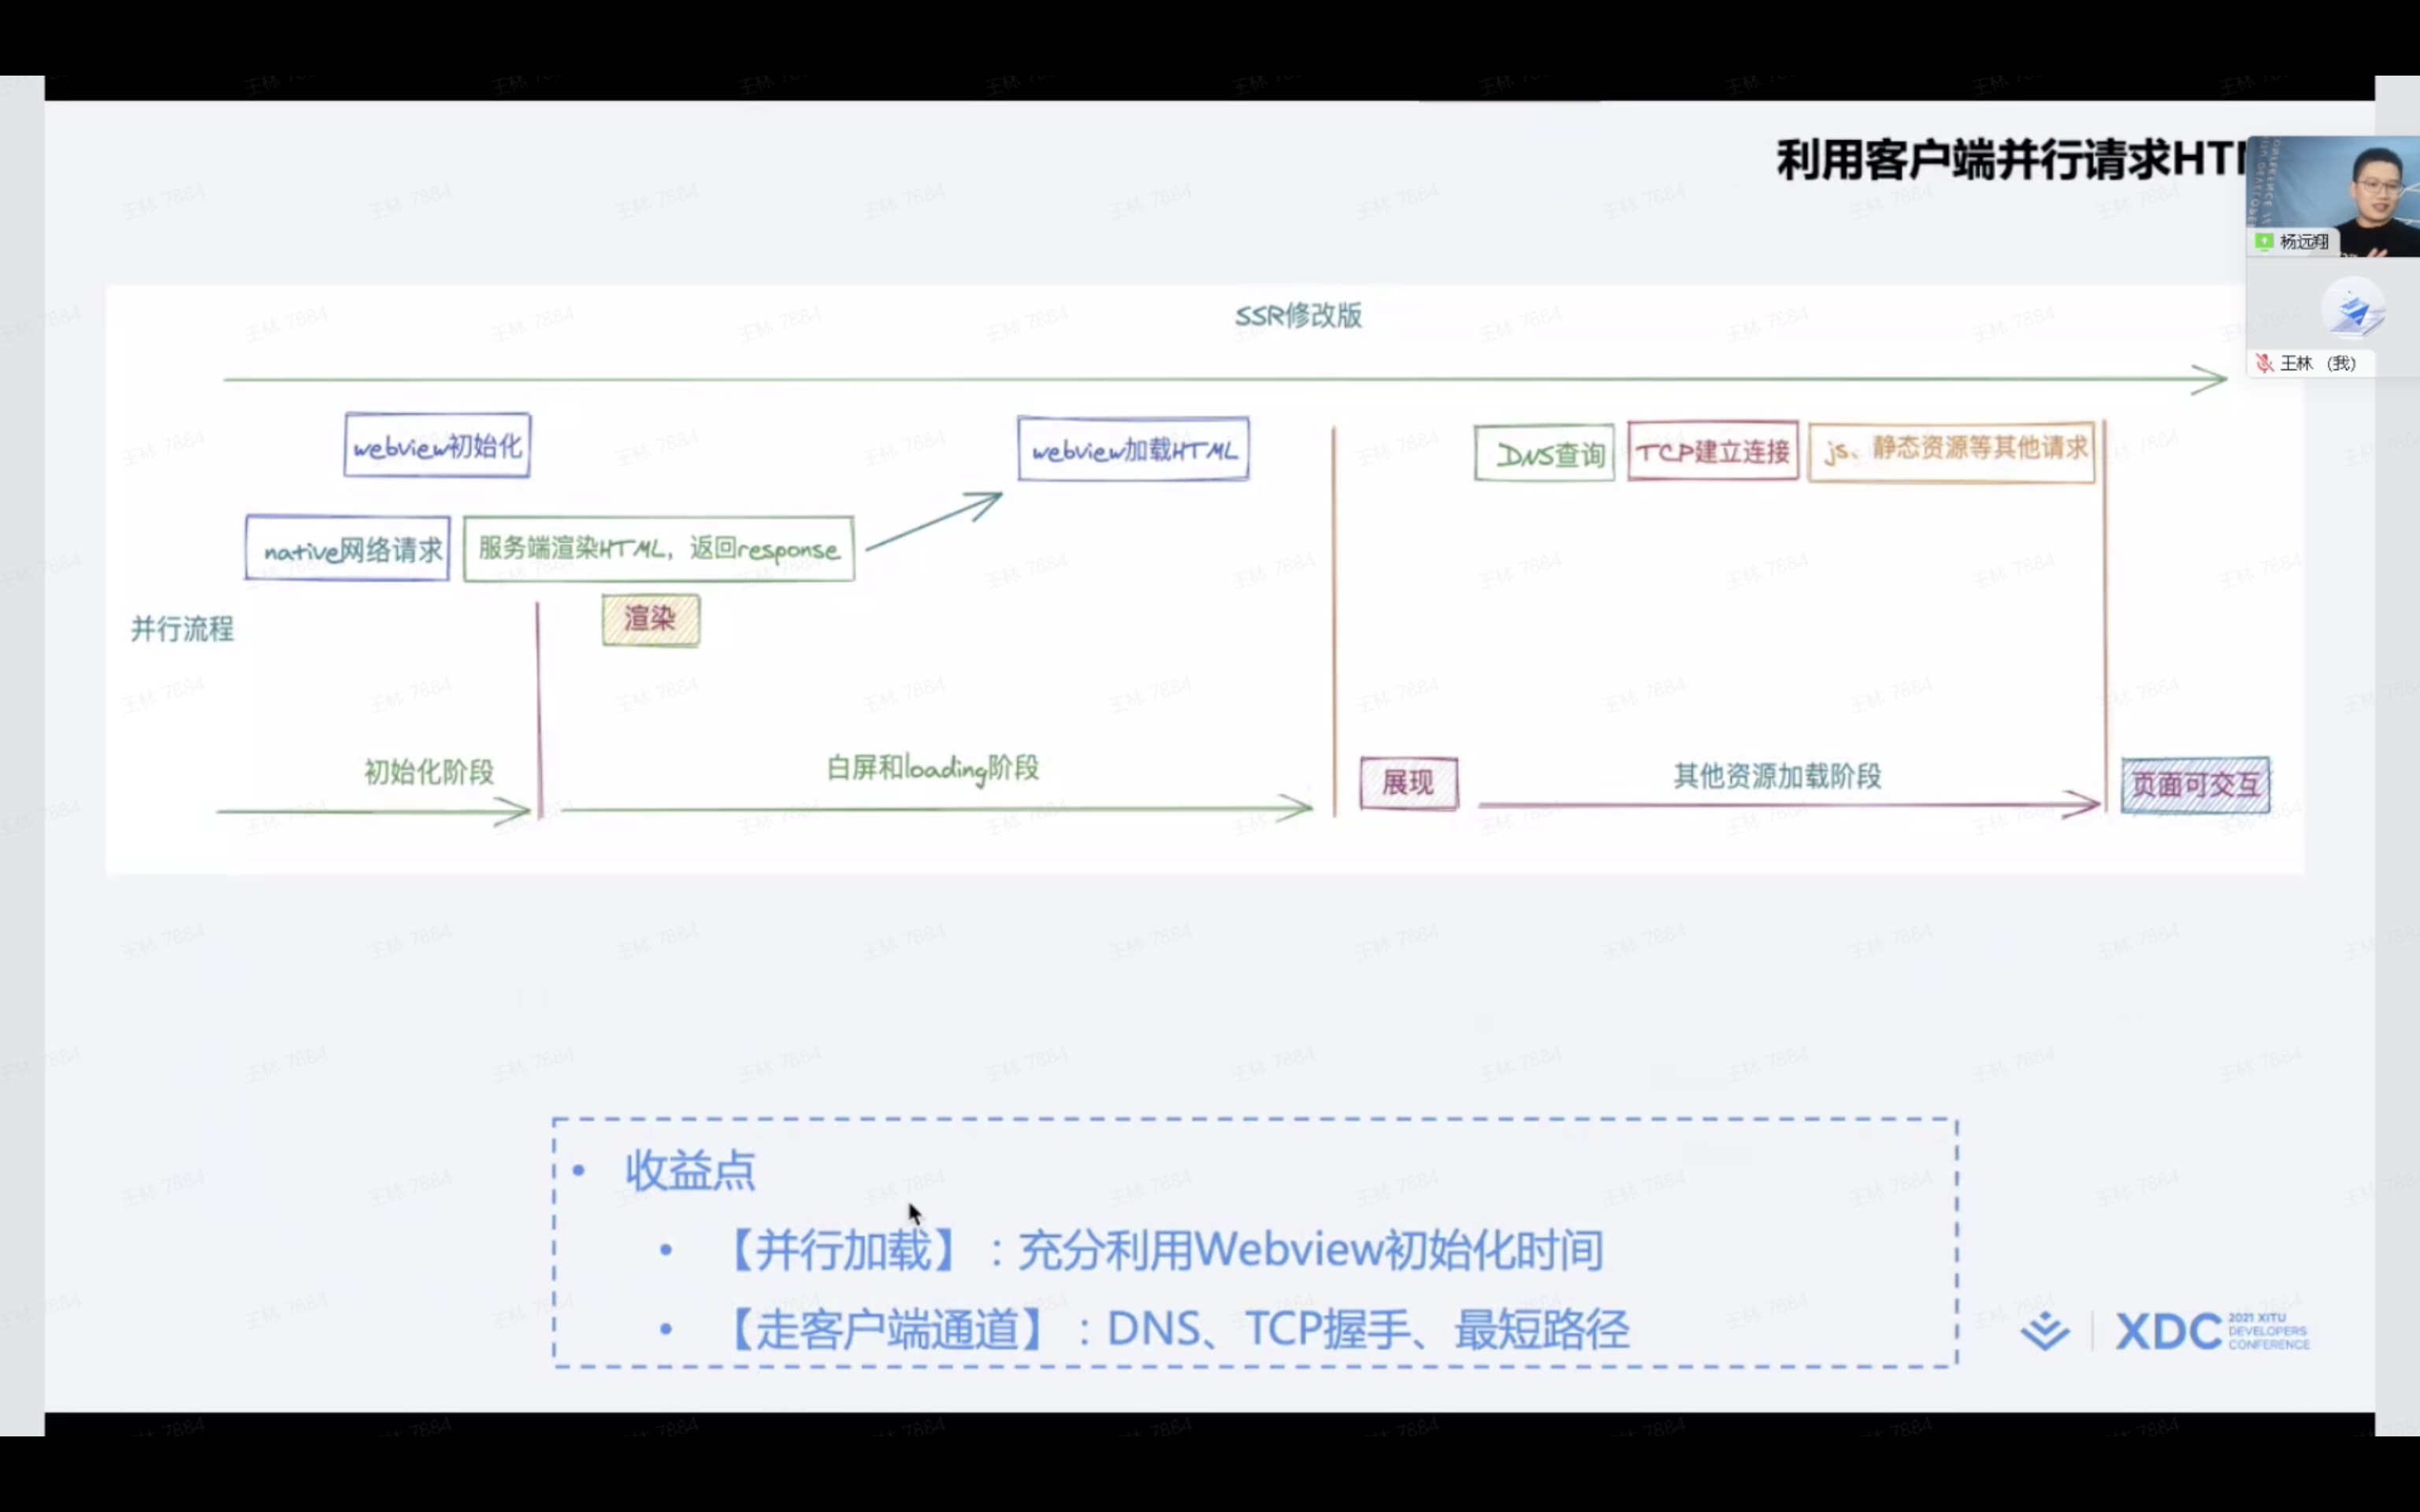 利用客户端并行请求HT
杨远翔
王林 (我)
SSR修改版
webview初始化
webview加载HTML
DNS查询
TCP建立连接
js、静态资源等其他请求
native网络请求
服务端渲染HTML，返回response
渲染
并行流程
初始化阶段
白屏和loading阶段
展现
其他资源加载阶段
页面可交互
• 收益点
• 【并行加载】：充分利用Webview初始化时间
• 【走客户端通道】：DNS、TCP握手、最短路径
XDC
2021 XITU
DEVELOPERS
CONFERENCE
王林 7884